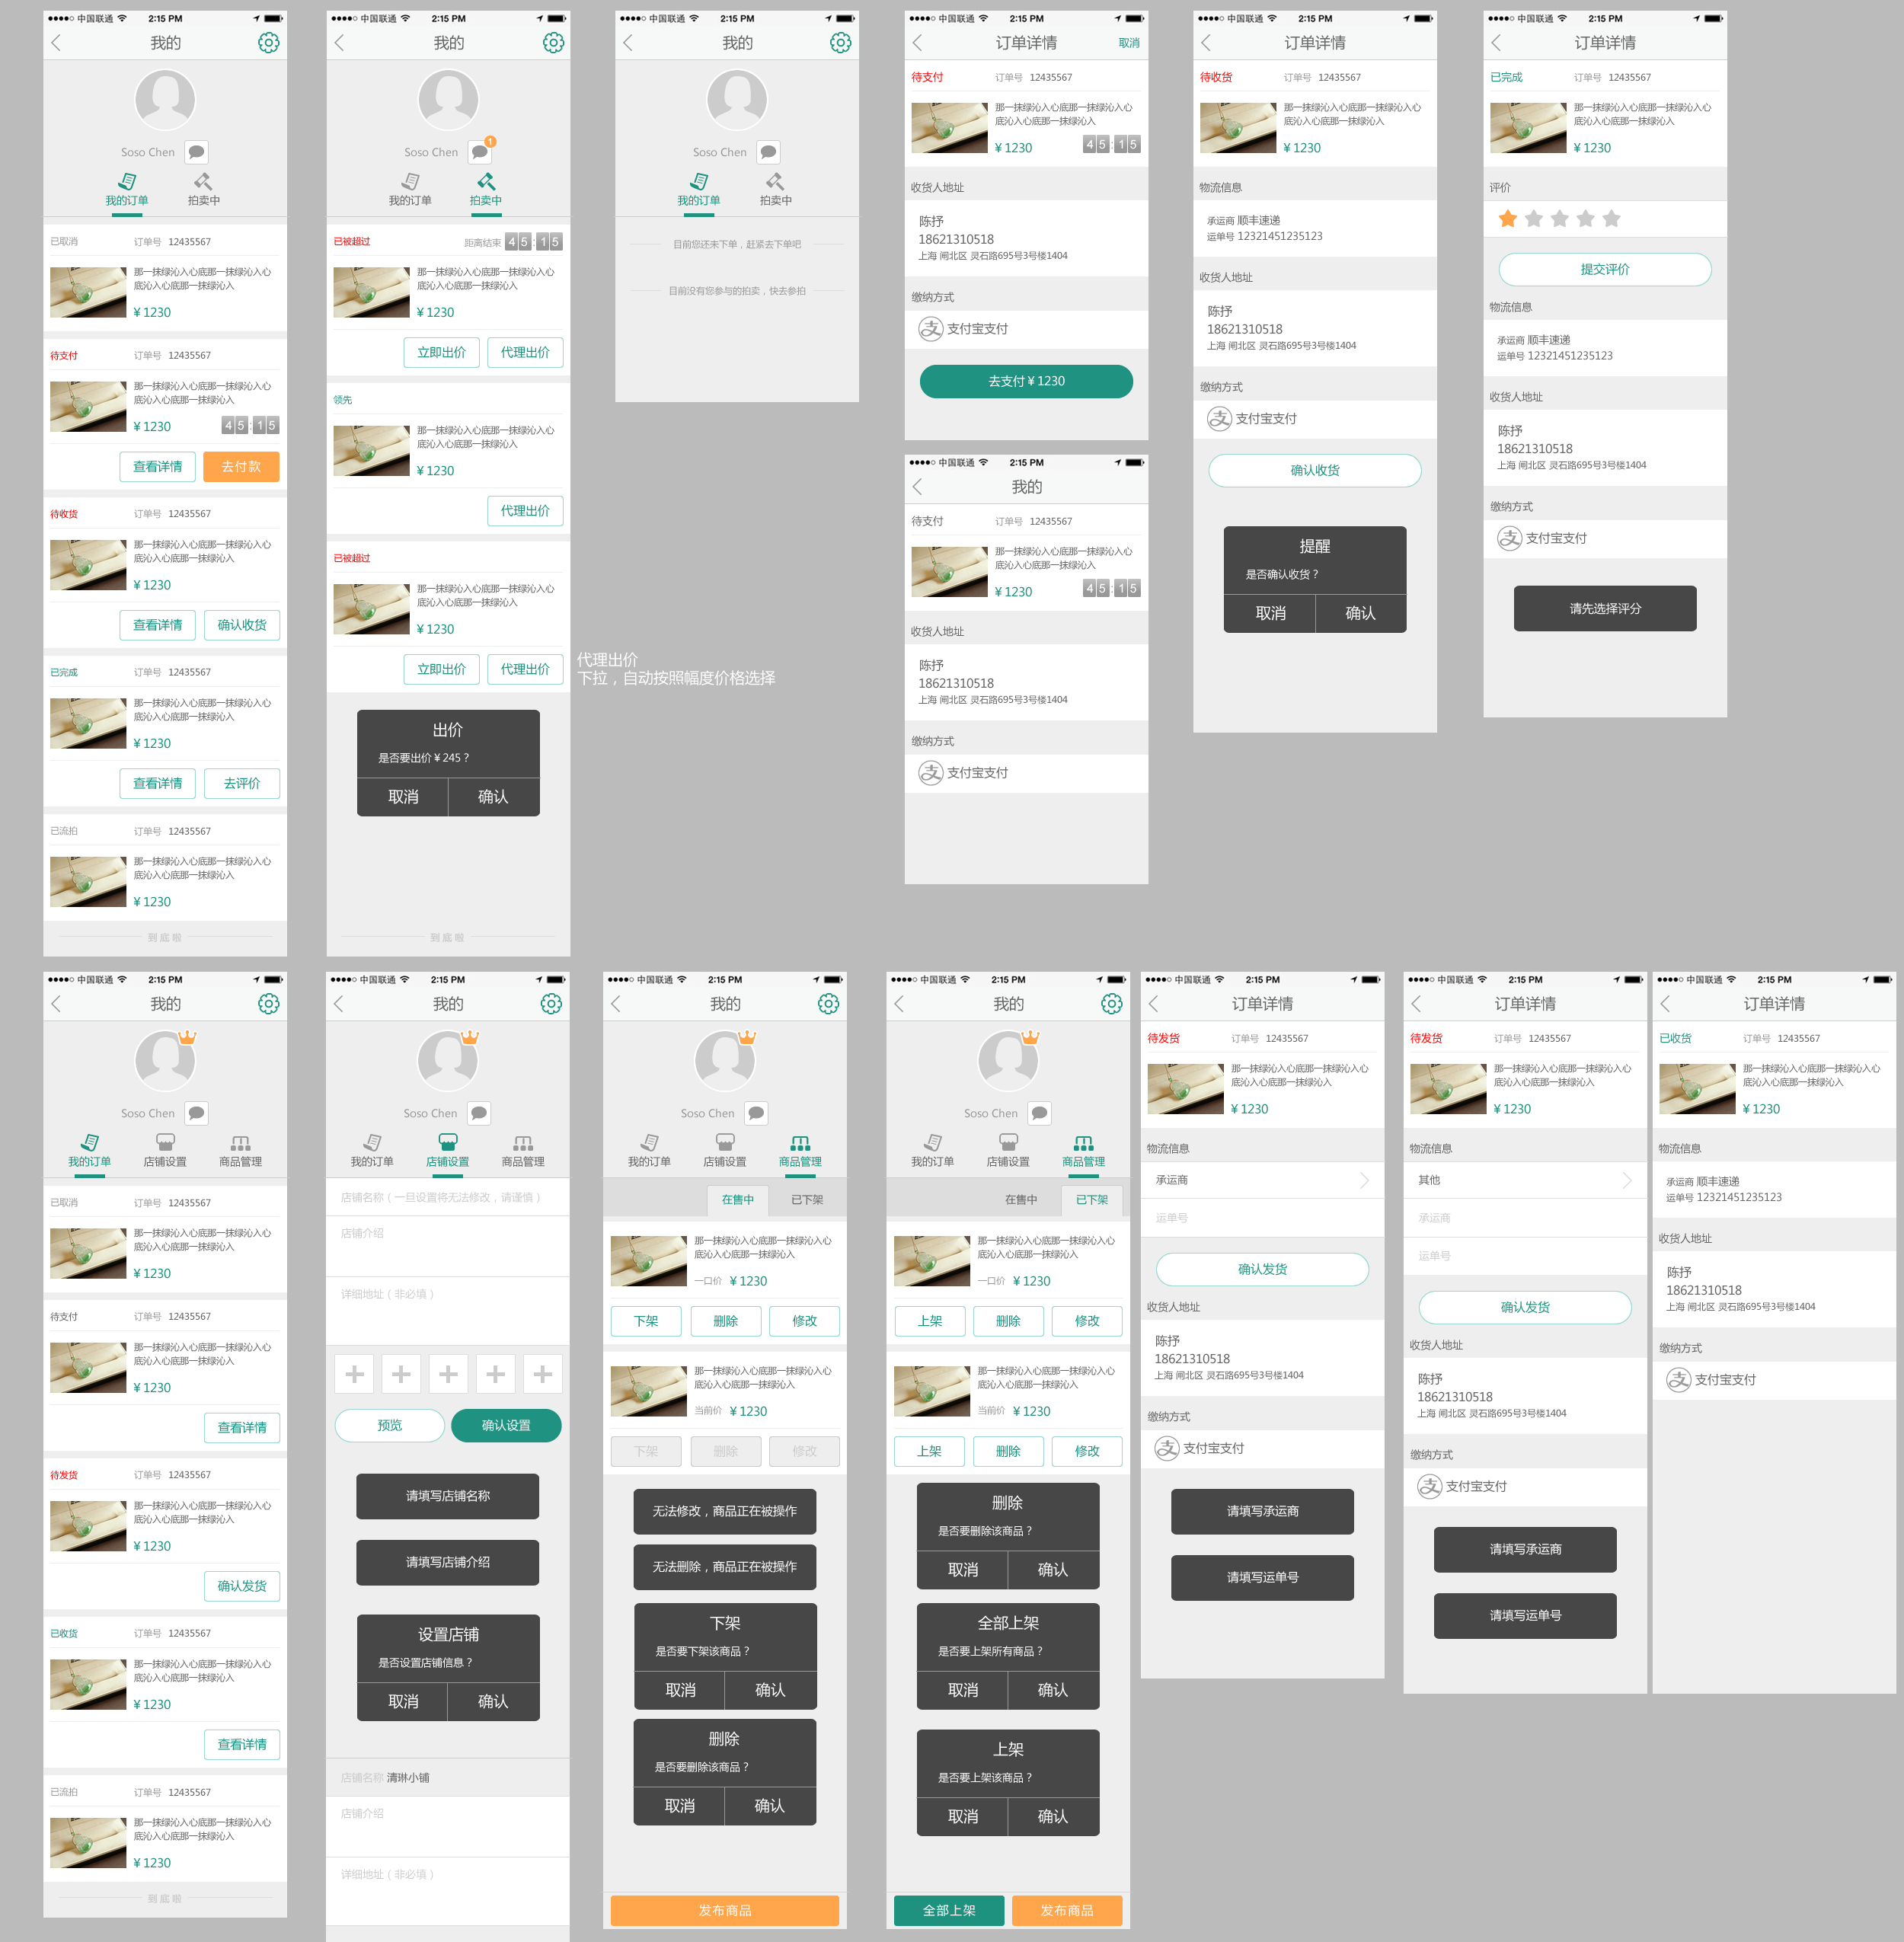 中国联通 2:15 PM
我的
Soso Chen
我的订单 拍卖中
已取消 订单号 12435567
那一抹绿沁入心底那一抹绿沁入心
底沁入心底那一抹绿沁入
¥ 1230
待支付 订单号 12435567
那一抹绿沁入心底那一抹绿沁入心
底沁入心底那一抹绿沁入
¥ 1230 45:15
查看详情 去付款
待收货 订单号 12435567
那一抹绿沁入心底那一抹绿沁入心
底沁入心底那一抹绿沁入
¥ 1230
查看详情 确认收货
已完成 订单号 12435567
那一抹绿沁入心底那一抹绿沁入心
底沁入心底那一抹绿沁入
¥ 1230
查看详情 去评价
已流拍 订单号 12435567
那一抹绿沁入心底那一抹绿沁入心
底沁入心底那一抹绿沁入
¥ 1230
到 底 啦
中国联通 2:15 PM
我的
Soso Chen 1
我的订单 拍卖中
已被超过 距离结束 45:15
那一抹绿沁入心底那一抹绿沁入心
底沁入心底那一抹绿沁入
¥ 1230
立即出价 代理出价
领先
那一抹绿沁入心底那一抹绿沁入心
底沁入心底那一抹绿沁入
¥ 1230
代理出价
已被超过
那一抹绿沁入心底那一抹绿沁入心
底沁入心底那一抹绿沁入
¥ 1230
立即出价 代理出价
出价
是否要出价 ¥ 245？
取消 确认
到 底 啦
代理出价
下拉，自动按照幅度价格选择
中国联通 2:15 PM
我的
Soso Chen
我的订单 拍卖中
目前您还未下单，赶紧去下单吧
目前没有您参与的拍卖，快去参拍
中国联通 2:15 PM
订单详情 取消
待支付 订单号 12435567
那一抹绿沁入心底那一抹绿沁入心
底沁入心底那一抹绿沁入
¥ 1230 45:15
收货人地址
陈抒
18621310518
上海 闸北区 灵石路695号3号楼1404
缴纳方式
支付宝支付
去支付 ¥ 1230
中国联通 2:15 PM
我的
待支付 订单号 12435567
那一抹绿沁入心底那一抹绿沁入心
底沁入心底那一抹绿沁入
¥ 1230 45:15
收货人地址
陈抒
18621310518
上海 闸北区 灵石路695号3号楼1404
缴纳方式
支付宝支付
中国联通 2:15 PM
订单详情
待收货 订单号 12435567
那一抹绿沁入心底那一抹绿沁入心
底沁入心底那一抹绿沁入
¥ 1230
物流信息
承运商 顺丰速递
运单号 12321451235123
收货人地址
陈抒
18621310518
上海 闸北区 灵石路695号3号楼1404
缴纳方式
支付宝支付
确认收货
提醒
是否确认收货？
取消 确认
中国联通 2:15 PM
订单详情
已完成 订单号 12435567
那一抹绿沁入心底那一抹绿沁入心
底沁入心底那一抹绿沁入
¥ 1230
评价
提交评价
物流信息
承运商 顺丰速递
运单号 12321451235123
收货人地址
陈抒
18621310518
上海 闸北区 灵石路695号3号楼1404
缴纳方式
支付宝支付
请先选择评分
中国联通 2:15 PM
我的
Soso Chen
我的订单 店铺设置 商品管理
已取消 订单号 12435567
那一抹绿沁入心底那一抹绿沁入心
底沁入心底那一抹绿沁入
¥ 1230
待支付 订单号 12435567
那一抹绿沁入心底那一抹绿沁入心
底沁入心底那一抹绿沁入
¥ 1230
查看详情
待发货 订单号 12435567
那一抹绿沁入心底那一抹绿沁入心
底沁入心底那一抹绿沁入
¥ 1230
确认发货
已收货 订单号 12435567
那一抹绿沁入心底那一抹绿沁入心
底沁入心底那一抹绿沁入
¥ 1230
查看详情
已流拍 订单号 12435567
那一抹绿沁入心底那一抹绿沁入心
底沁入心底那一抹绿沁入
¥ 1230
到 底 啦
中国联通 2:15 PM
我的
Soso Chen
我的订单 店铺设置 商品管理
店铺名称（一旦设置将无法修改，请谨慎）
店铺介绍
详细地址（非必填）
预览 确认设置
请填写店铺名称
请填写店铺介绍
设置店铺
是否设置店铺信息？
取消 确认
店铺名称 清琳小铺
店铺介绍
详细地址（非必填）
中国联通 2:15 PM
我的
Soso Chen
我的订单 店铺设置 商品管理
在售中 已下架
那一抹绿沁入心底那一抹绿沁入心
底沁入心底那一抹绿沁入
一口价 ¥ 1230
下架 删除 修改
那一抹绿沁入心底那一抹绿沁入心
底沁入心底那一抹绿沁入
当前价 ¥ 1230
下架 删除 修改
无法修改，商品正在被操作
无法删除，商品正在被操作
下架
是否要下架该商品？
取消 确认
删除
是否要删除该商品？
取消 确认
发布商品
中国联通 2:15 PM
我的
Soso Chen
我的订单 店铺设置 商品管理
在售中 已下架
那一抹绿沁入心底那一抹绿沁入心
底沁入心底那一抹绿沁入
一口价 ¥ 1230
上架 删除 修改
那一抹绿沁入心底那一抹绿沁入心
底沁入心底那一抹绿沁入
当前价 ¥ 1230
上架 删除 修改
删除
是否要删除该商品？
取消 确认
全部上架
是否要上架所有商品？
取消 确认
上架
是否要上架该商品？
取消 确认
全部上架 发布商品
中国联通 2:15 PM
订单详情
待发货 订单号 12435567
那一抹绿沁入心底那一抹绿沁入心
底沁入心底那一抹绿沁入
¥ 1230
物流信息
承运商
运单号
确认发货
收货人地址
陈抒
18621310518
上海 闸北区 灵石路695号3号楼1404
缴纳方式
支付宝支付
请填写承运商
请填写运单号
中国联通 2:15 PM
订单详情
待发货 订单号 12435567
那一抹绿沁入心底那一抹绿沁入心
底沁入心底那一抹绿沁入
¥ 1230
物流信息
其他
承运商
运单号
确认发货
收货人地址
陈抒
18621310518
上海 闸北区 灵石路695号3号楼1404
缴纳方式
支付宝支付
请填写承运商
请填写运单号
中国联通 2:15 PM
订单详情
已收货 订单号 12435567
那一抹绿沁入心底那一抹绿沁入心
底沁入心底那一抹绿沁入
¥ 1230
物流信息
承运商 顺丰速递
运单号 12321451235123
收货人地址
陈抒
18621310518
上海 闸北区 灵石路695号3号楼1404
缴纳方式
支付宝支付